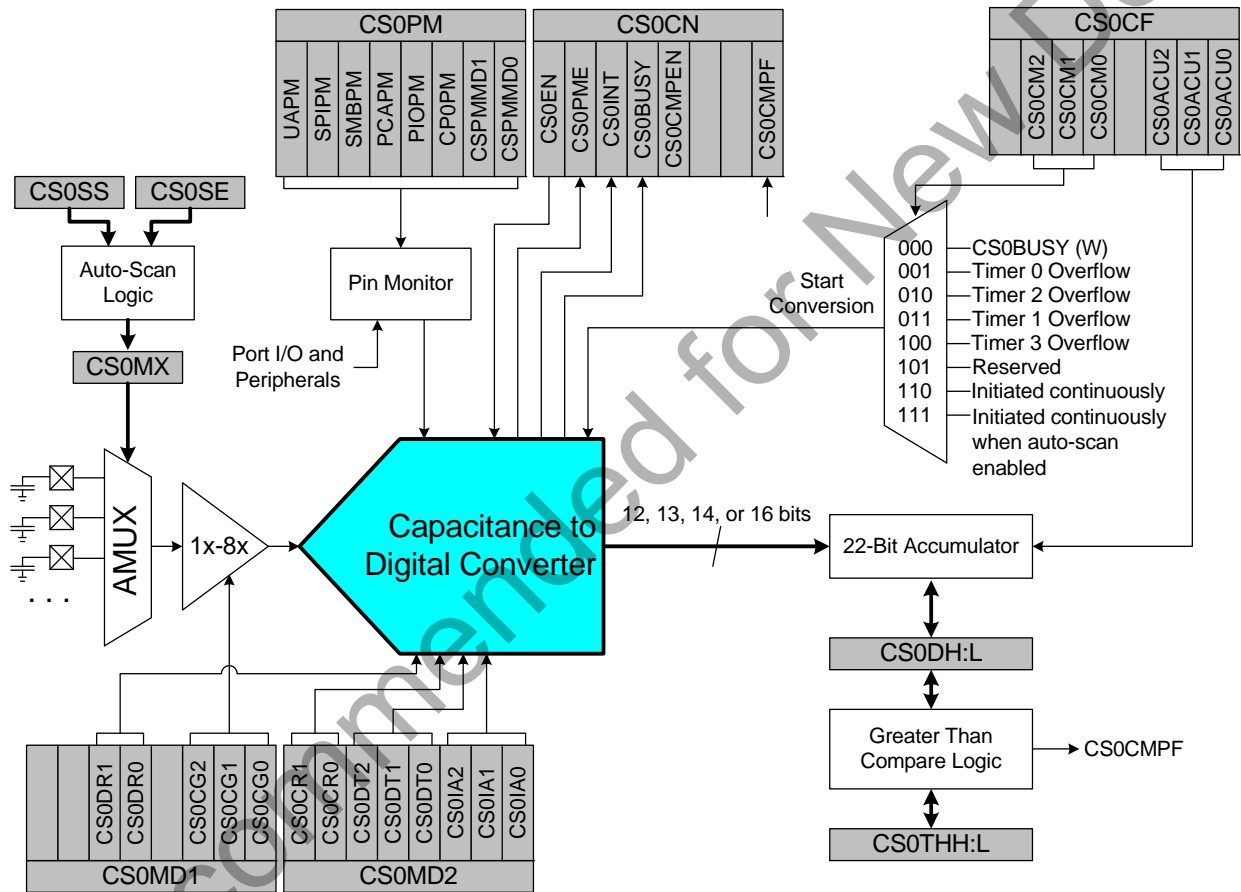 CS0PM
UAPM
SPIPM
SMBPM
PCAPM
PIOPM
CP0PM
CSPMMD1
CSPMMD0
CS0CN
CS0EN
CS0PME
CS0INT
CS0BUSY
CS0CMPEN
CS0CMPF
CS0CF
CS0CM2
CS0CM1
CS0CM0
CS0ACU2
CS0ACU1
CS0ACU0
CS0SS
CS0SE
Auto-Scan
Logic
CS0MX
Pin Monitor
Port I/O and
Peripherals
Start
Conversion
000 CS0BUSY (W)
001 Timer 0 Overflow
010 Timer 2 Overflow
011 Timer 1 Overflow
100 Timer 3 Overflow
101 Reserved
110 Initiated continuously
111 Initiated continuously
when auto-scan
enabled
AMUX
. . .
1x-8x
Capacitance to
Digital Converter
12, 13, 14, or 16 bits
22-Bit Accumulator
CS0DH:L
Greater Than
Compare Logic
CS0CMPF
CS0THH:L
CS0DR1
CS0DR0
CS0CG2
CS0CG1
CS0CG0
CS0MD1
CS0CR1
CS0CR0
CS0DT2
CS0DT1
CS0DT0
CS0IA2
CS0IA1
CS0IA0
CS0MD2
commended for New De